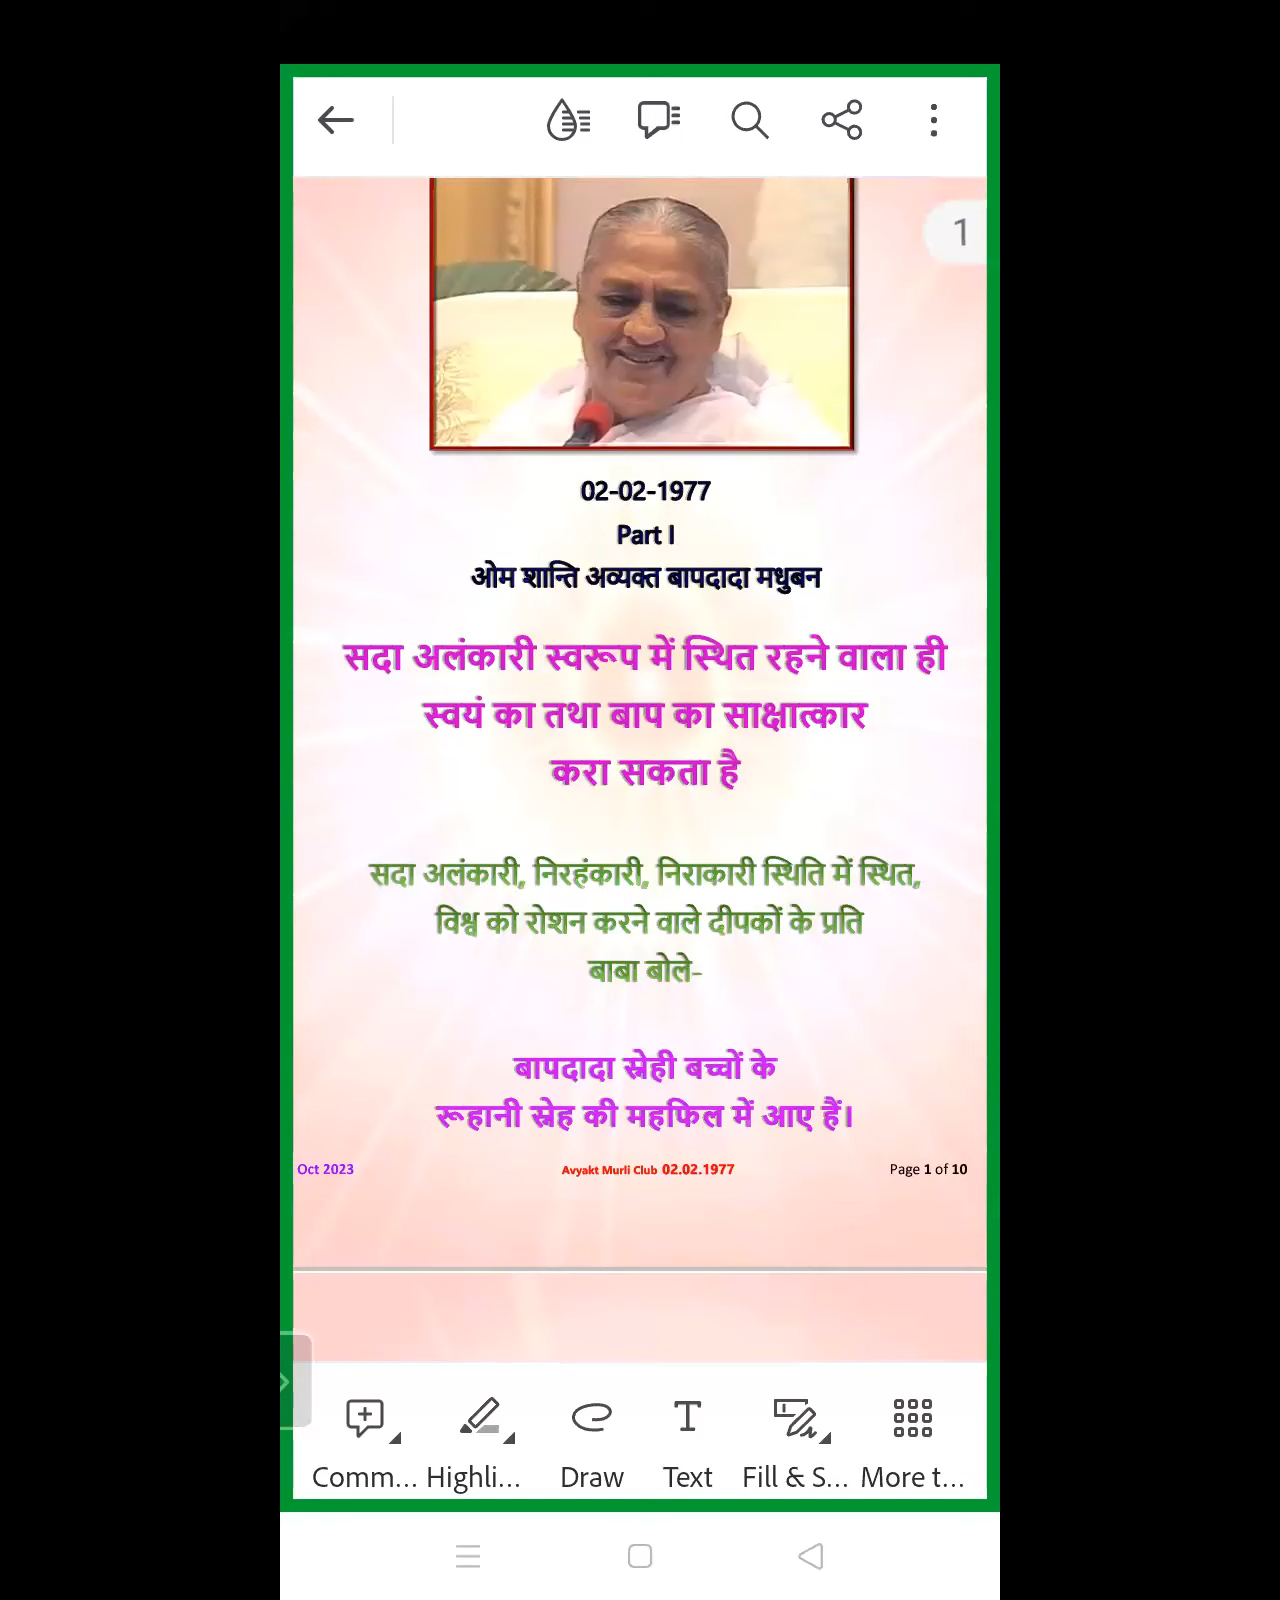 1
02-02-1977
Part I
ओम शान्ति अव्यक्त बापदादा मधुबन
सदा अलंकारी स्वरूप में स्थित रहने वाला ही
स्वयं का तथा बाप का साक्षात्कार
करा सकता है
सदा अलंकारी, निरहंकारी, निराकारी स्थिति में स्थित,
विश्व को रोशन करने वाले दीपकों के प्रति
बाबा बोले-
बापदादा स्नेही बच्चों के
रूहानी स्नेह की महफिल में आए हैं।
Oct 2023 Avyakt Murli Club 02.02.1977 Page 1 of 10
Comm... Highli... Draw Text Fill & S... More t...